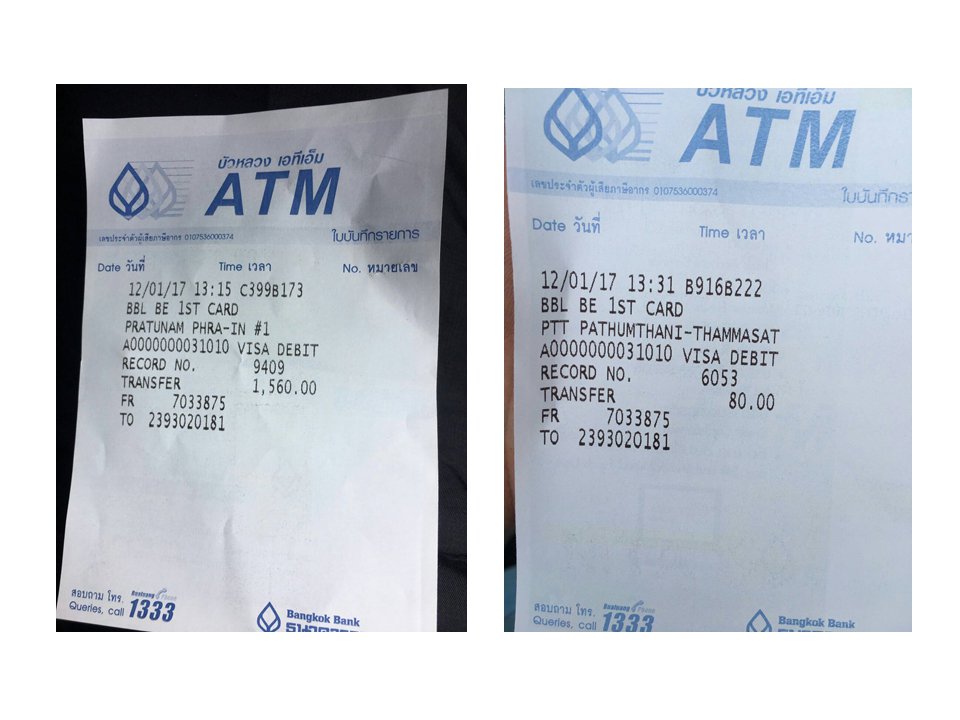 บัวหลวง เอทีเอ็ม
ATM
เลขประจำตัวผู้เสียภาษีอากร 0107536000374 ใบบันทึกรายการ
Date วันที่ Time เวลา No. หมายเลข
12/01/17 13:15 C399B173
BBL BE 1ST CARD
PRATUNAM PHRA-IN #1
A0000000031010 VISA DEBIT
RECORD NO. 9409
TRANSFER 1,560.00
FR 7033875
TO 2393020181
สอบถาม โทร. Bualuang Phone
Queries, call 1333
Bangkok Bank
บัวหลวง เอทีเอ็ม
ATM
เลขประจำตัวผู้เสียภาษีอากร 0107536000374 ใบบันทึกรา
Date วันที่ Time เวลา No. หมา
12/01/17 13:31 B916B222
BBL BE 1ST CARD
PTT PATHUMTHANI-THAMMASAT
A0000000031010 VISA DEBIT
RECORD NO. 6053
TRANSFER 80.00
FR 7033875
TO 2393020181
สอบถาม โทร. Bualuang Phone
Queries, call 1333
Bangkok Bank